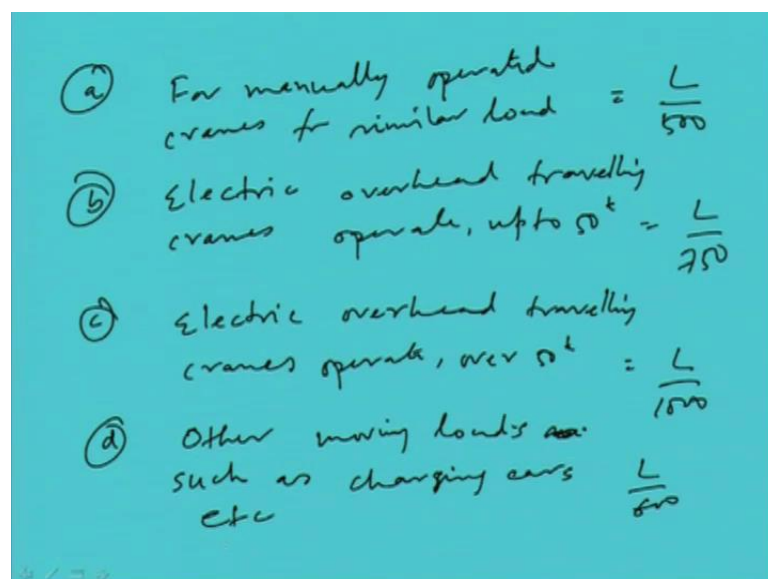 (a) For manually operated
cranes for similar load = L/500
(b) Electric overhead travelling
cranes operate, upto 50t = L/750
(c) Electric overhead travelling
cranes operate, over 50t = L/1000
(d) Other moving loads
such as charging cars L/600
etc